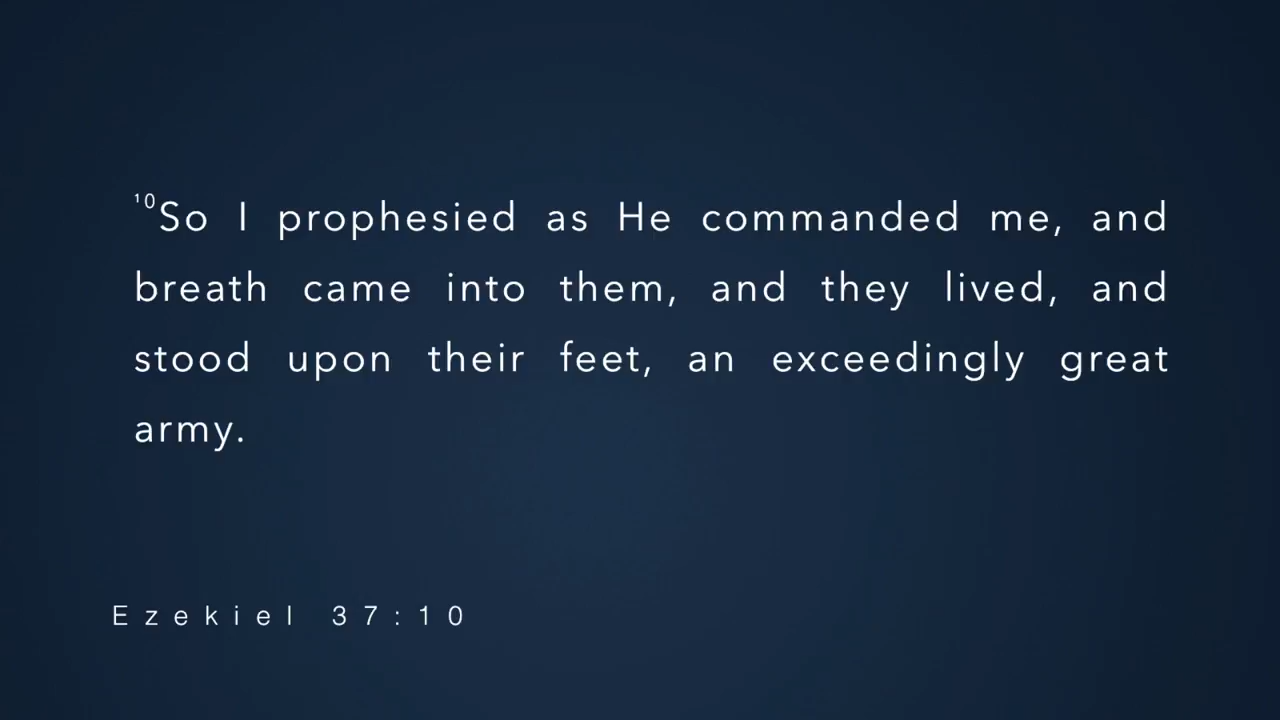 ¹⁰So I prophesied as He commanded me, and
breath came into them, and they lived, and
stood upon their feet, an exceedingly great
army.
Ezekiel 37:10